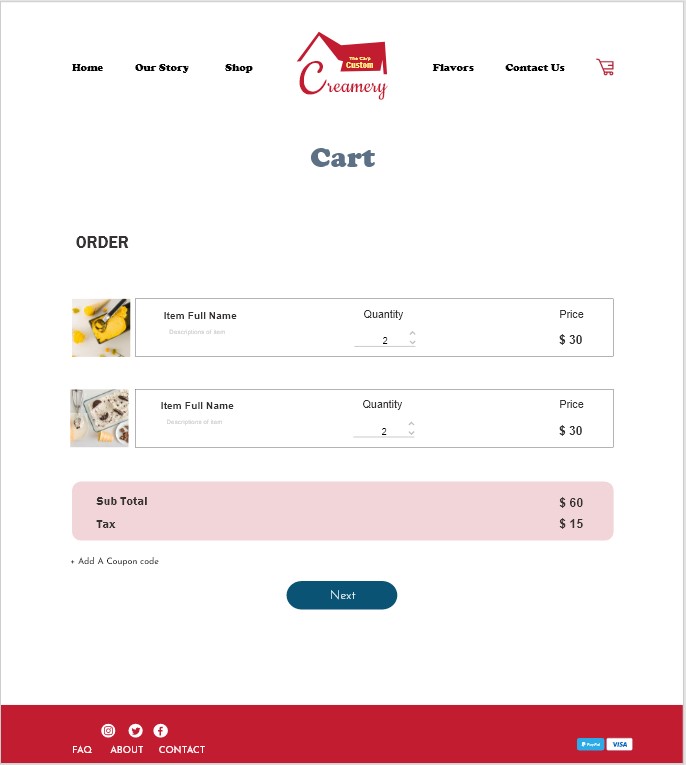 Home
Our Story
Shop
The City
Custom
Creamery
Flavors
Contact Us
Cart
ORDER
Item Full Name
Quantity
Price
Descriptions of item
2
$ 30
Item Full Name
Quantity
Price
Descriptions of item
2
$ 30
Sub Total
$ 60
Tax
$ 15
+ Add A Coupon code
Next
FAQ
ABOUT
CONTACT
PayPal
VISA